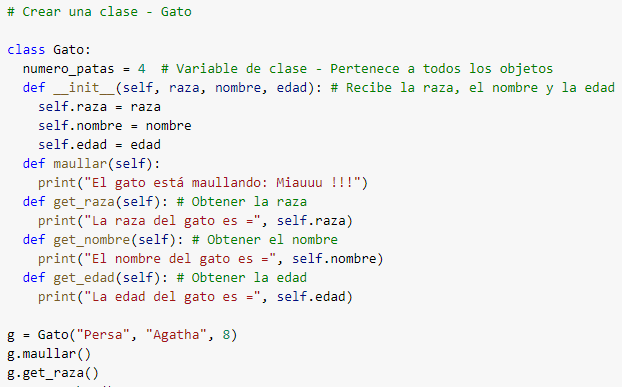 # Crear una clase - Gato

class Gato:
  numero_patas = 4  # Variable de clase - Pertenece a todos los objetos
  def __init__(self, raza, nombre, edad): # Recibe la raza, el nombre y la edad
    self.raza = raza
    self.nombre = nombre
    self.edad = edad
  def maullar(self):
    print("El gato está maullando: Miauuu !!!")
  def get_raza(self): # Obtener la raza
    print("La raza del gato es =", self.raza)
  def get_nombre(self): # Obtener el nombre
    print("El nombre del gato es =", self.nombre)
  def get_edad(self): # Obtener la edad
    print("La edad del gato es =", self.edad)

g = Gato("Persa", "Agatha", 8)
g.maullar()
g.get_raza()